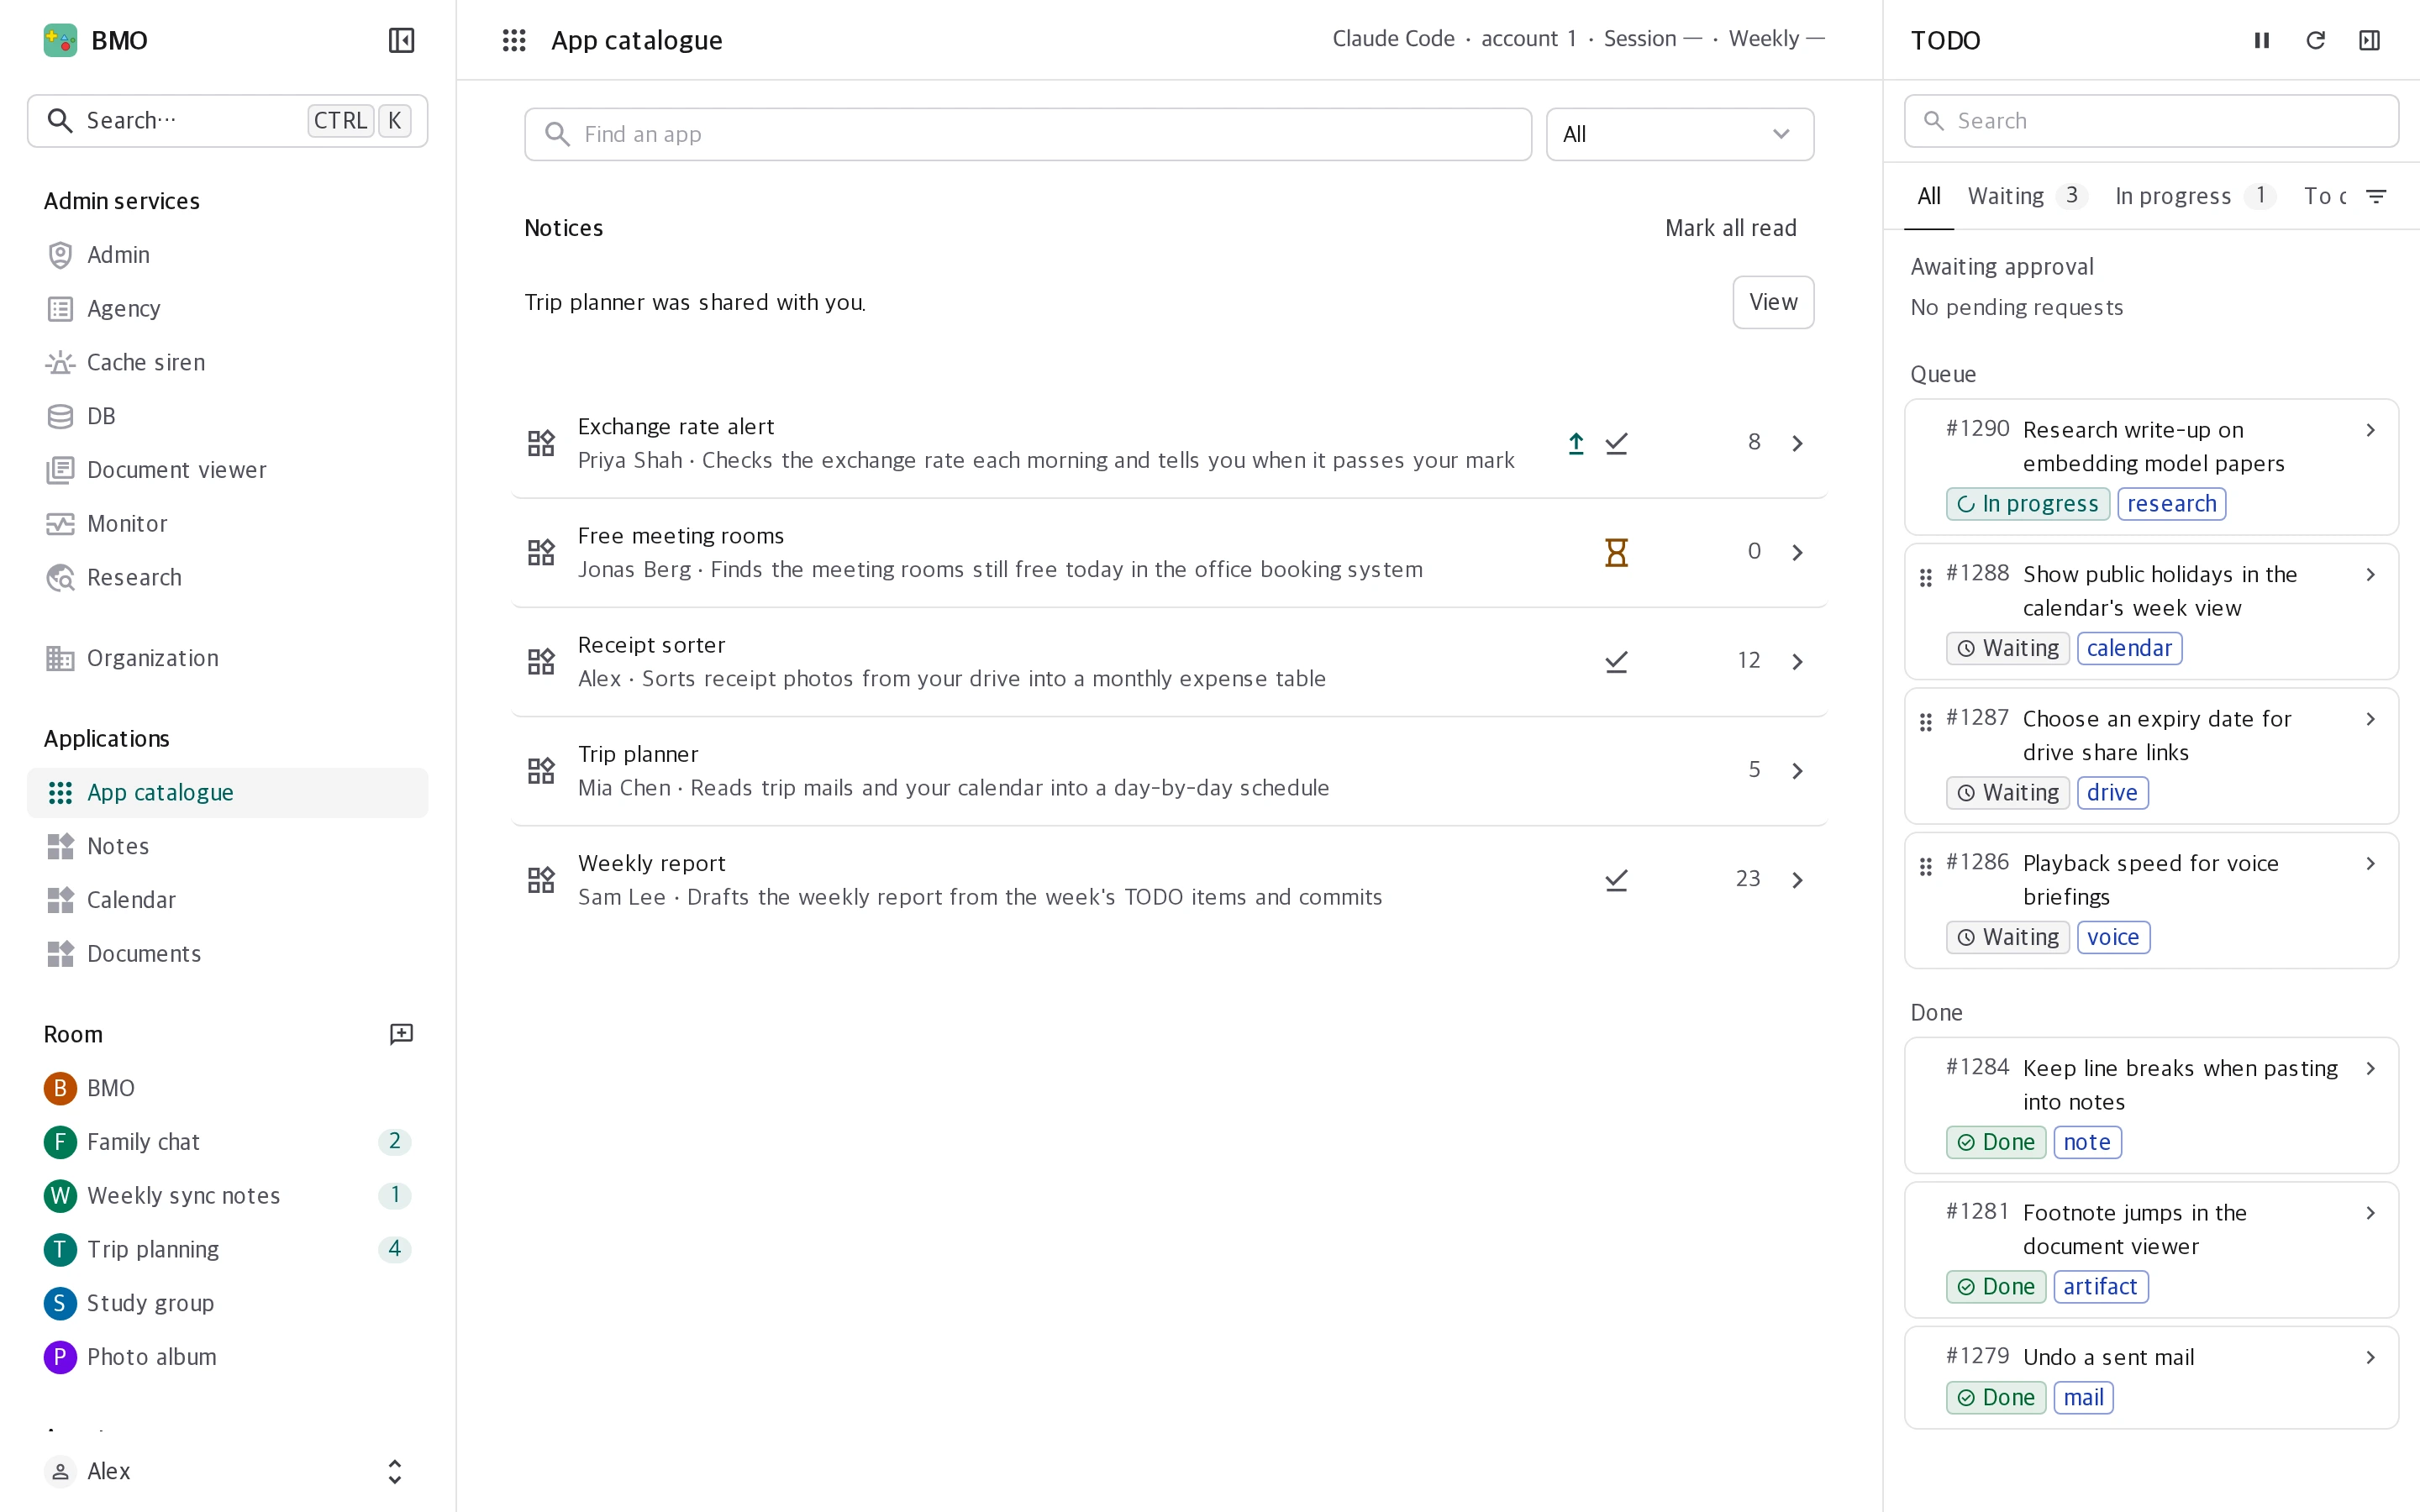 BMO
Search…
CTRL K
Admin services
Admin
Agency
Cache siren
DB
Document viewer
Monitor
Research
Organization
Applications
App catalogue
Notes
Calendar
Documents
Room
B BMO
F Family chat 2
W Weekly sync notes 1
T Trip planning 4
S Study group
P Photo album
Alex
App catalogue
Claude Code · account 1 · Session — · Weekly —
Find an app
All
Notices
Mark all read
Trip planner was shared with you.
View
Exchange rate alert
Priya Shah · Checks the exchange rate each morning and tells you when it passes your mark
8
Free meeting rooms
Jonas Berg · Finds the meeting rooms still free today in the office booking system
0
Receipt sorter
Alex · Sorts receipt photos from your drive into a monthly expense table
12
Trip planner
Mia Chen · Reads trip mails and your calendar into a day-by-day schedule
5
Weekly report
Sam Lee · Drafts the weekly report from the week's TODO items and commits
23
TODO
Search
All Waiting 3 In progress 1 To
Awaiting approval
No pending requests
Queue
#1290 Research write-up on
embedding model papers
In progress research
#1288 Show public holidays in the
calendar's week view
Waiting calendar
#1287 Choose an expiry date for
drive share links
Waiting drive
#1286 Playback speed for voice
briefings
Waiting voice
Done
#1284 Keep line breaks when pasting
into notes
Done note
#1281 Footnote jumps in the
document viewer
Done artifact
#1279 Undo a sent mail
Done mail